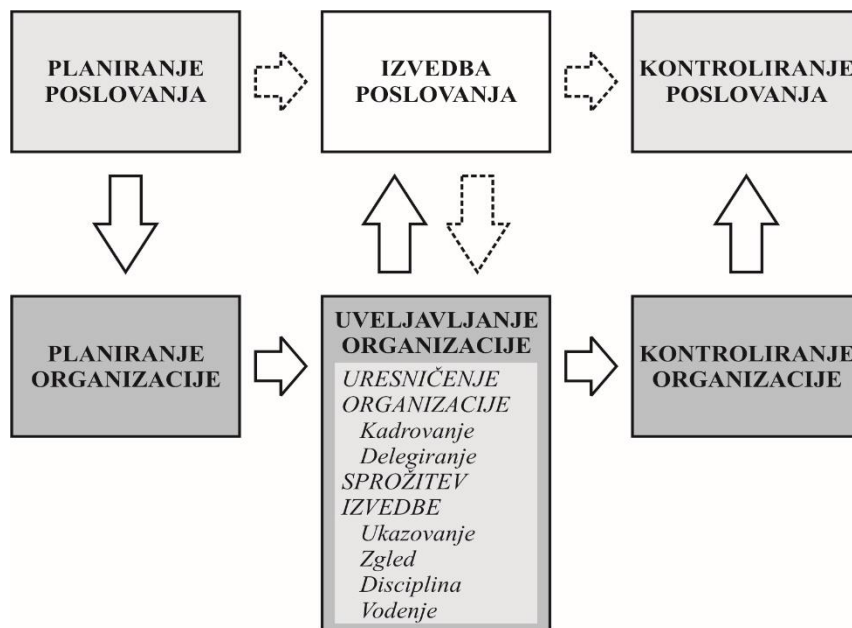 PLANIRANJE
POSLOVANJA
IZVEDBA
POSLOVANJA
KONTROLIRANJE
POSLOVANJA
PLANIRANJE
ORGANIZACIJE
UVELJAVLJANJE
ORGANIZACIJE
URESNIČENJE
ORGANIZACIJE
Kadrovanje
Delegiranje
SPROŽITEV
IZVEDBE
Ukazovanje
Zgled
Disciplina
Vodenje
KONTROLIRANJE
ORGANIZACIJE